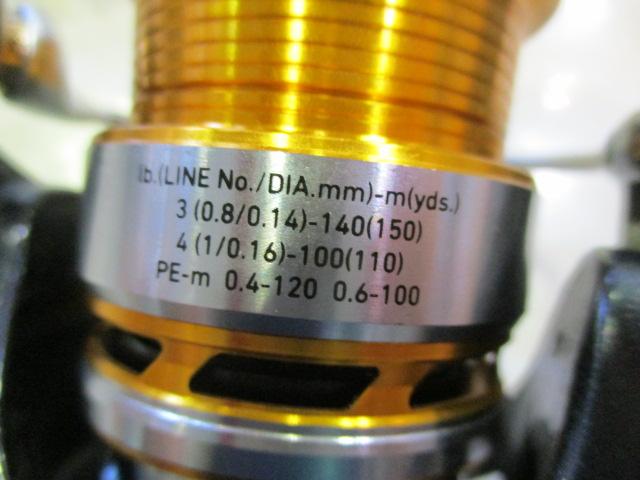 lb.(LINE No./DIA.mm)-m(yds.)
3 (0.8/0.14)-140(150)
4 (1/0.16)-100(110)
PE-m 0.4-120 0.6-100